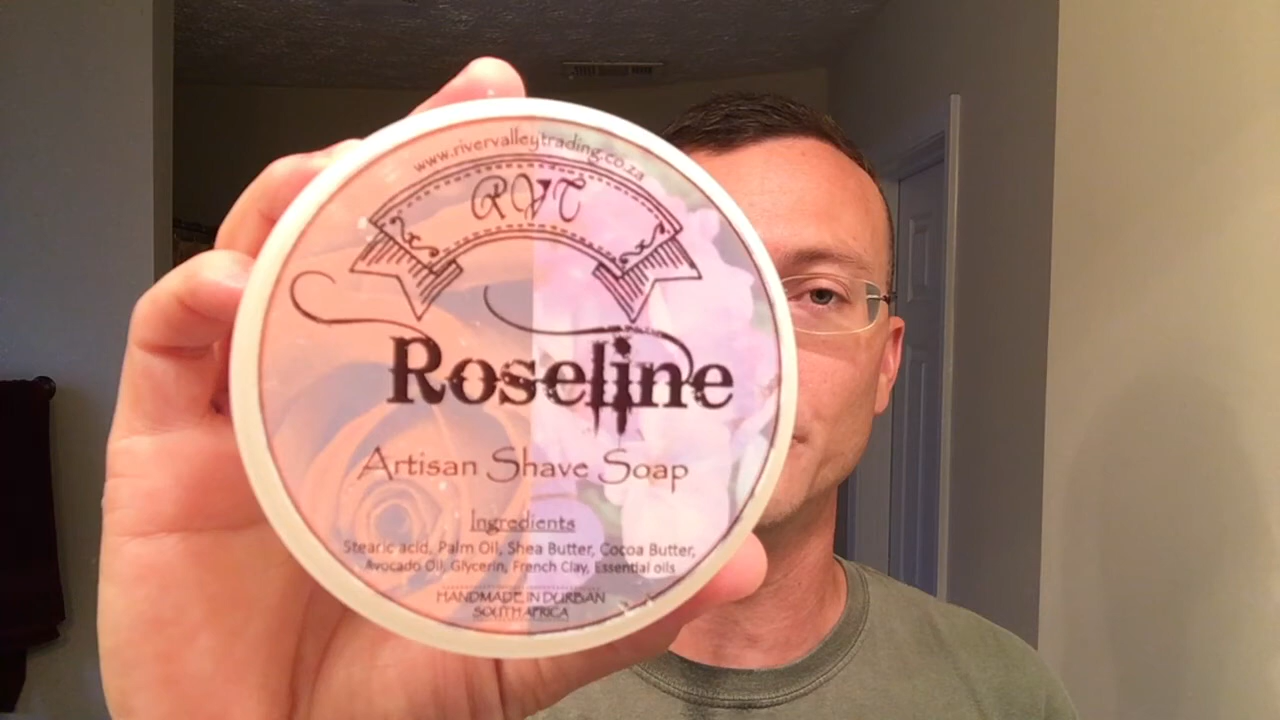 www.rivervalleytrading.co.za
RVT
Roseline
Artisan Shave Soap
Ingredients
Stearic acid, Palm Oil, Shea Butter, Cocoa Butter,
Avocado Oil, Glycerin, French Clay, Essential oils
HANDMADE IN DURBAN
SOUTH AFRICA